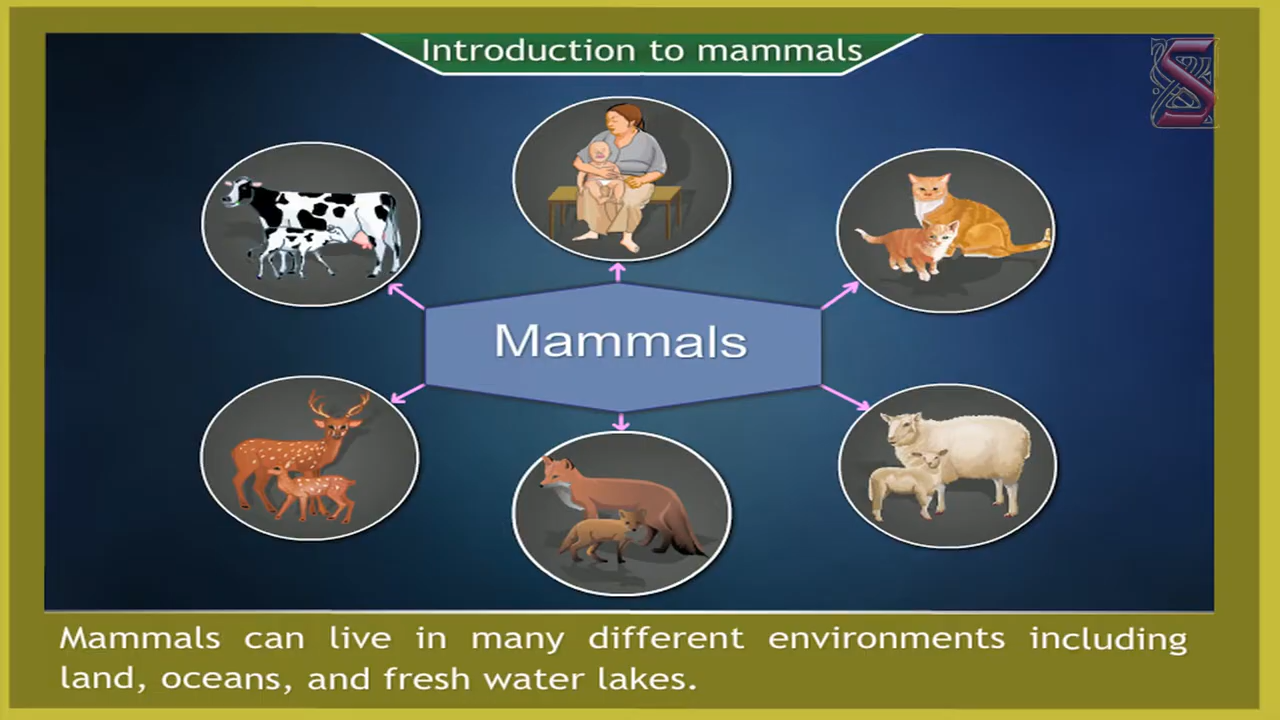 Introduction to mammals
S
Mammals
Mammals can live in many different environments including
land, oceans, and fresh water lakes.